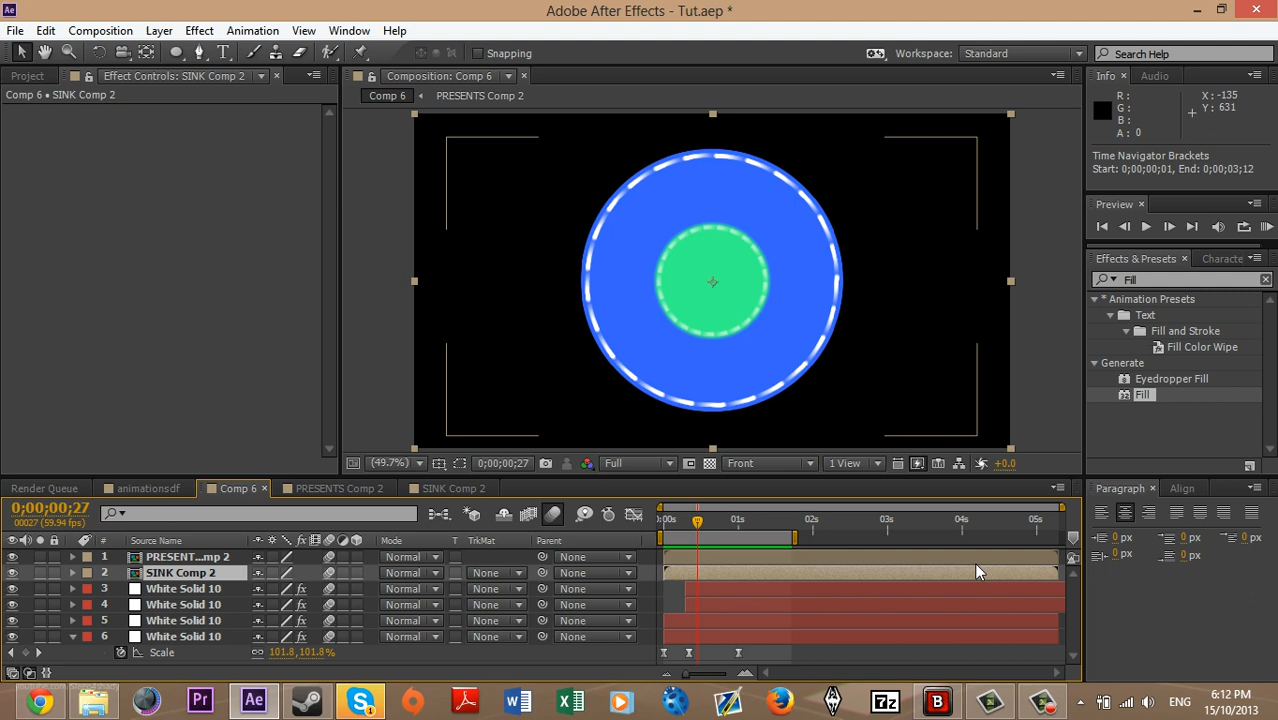 Adobe After Effects - Tut.aep *
File Edit Composition Layer Effect Animation View Window Help
Snapping Workspace: Standard Search Help
Project Effect Controls: SINK Comp 2 Composition: Comp 6 Info Audio
Comp 6 • SINK Comp 2
Comp 6 PRESENTS Comp 2
R : X : -135
G : Y : 631
B :
A : 0
Time Navigator Brackets
Start: 0;00;00;01, End: 0;00;03;12
Preview
Effects & Presets Characte
Fill
* Animation Presets
Text
Fill and Stroke
Fill Color Wipe
Generate
Eyedropper Fill
Fill
(49.7%) 0;00;00;27 Full Front 1 View +0.0
Render Queue animationsdf Comp 6 PRESENTS Comp 2 SINK Comp 2 Paragraph Align
0;00;00;27
00027 (59.94 fps)
:00s 01s 02s 03s 04s 05s
0 px 0 px 0 px
0 px 0 px
# Source Name Mode T TrkMat Parent
1 PRESENT...mp 2 Normal None
2 SINK Comp 2 Normal None None
3 White Solid 10 Normal None None
4 White Solid 10 Normal None None
5 White Solid 10 Normal None None
6 White Solid 10 Normal None None
Scale 101.8,101.8%
ENG 6:12 PM
15/10/2013